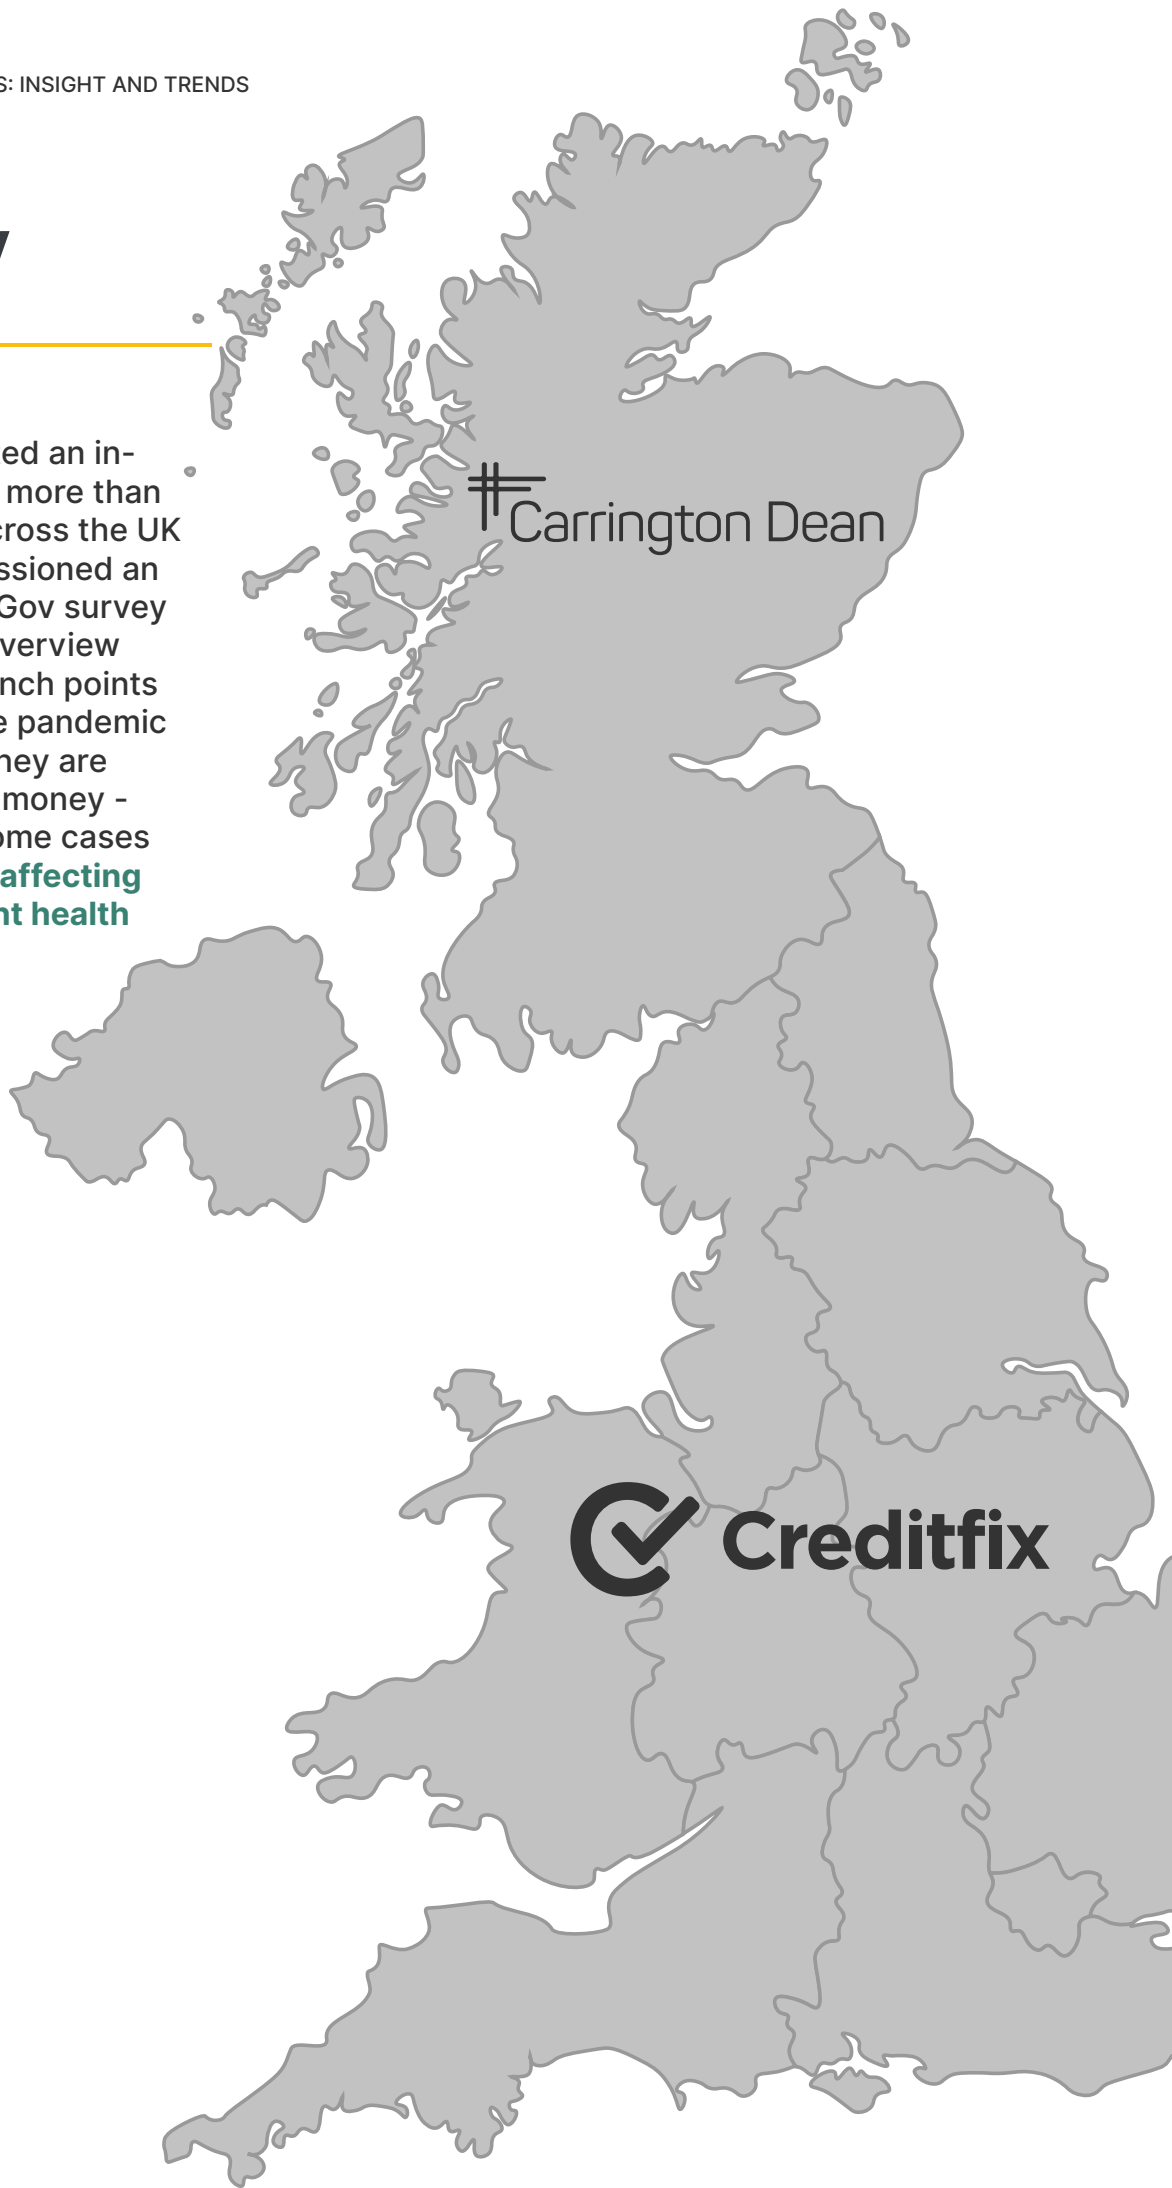 S: INSIGHT AND TRENDS
y
ed an in-
more than
cross the UK
ssioned an
Gov survey
verview
nch points
e pandemic
hey are
money -
ome cases
affecting
nt health
Carrington Dean
Creditfix